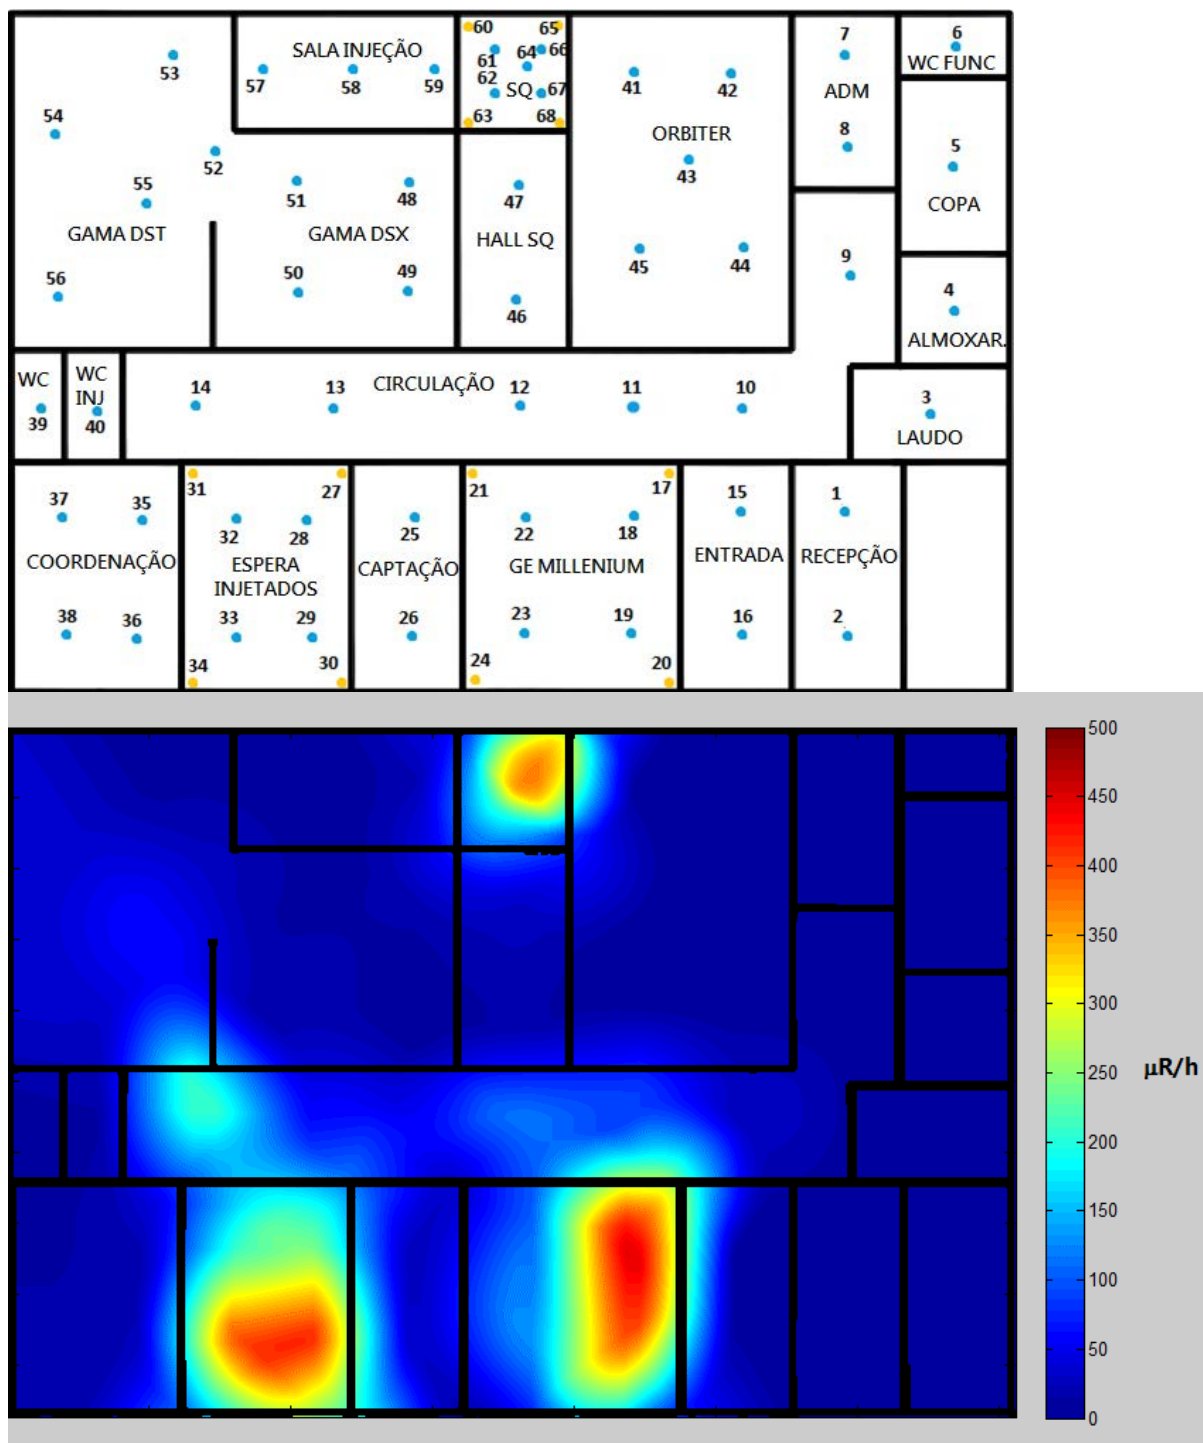 60 65 7 6
SALA INJEÇÃO 61 64 66 WC FUNC
53 57 58 59 62 SQ 67 41 42 ADM
54 63 68 ORBITER 8
52 43 5
55 51 48 47 COPA
GAMA DST GAMA DSX HALL SQ
56 50 49 46 45 44 9 4
ALMOXAR.
WC WC INJ 14 13 CIRCULAÇÃO 12 11 10 3
39 40 LAUDO
31 27 21 17
37 35 32 28 25 22 18 15 1
COORDENAÇÃO ESPERA CAPTAÇÃO GE MILLENIUM ENTRADA RECEPÇÃO
INJETADOS
38 36 33 29 26 23 19 16 2
34 30 24 20
500
450
400
350
300
250 μR/h
200
150
100
50
0